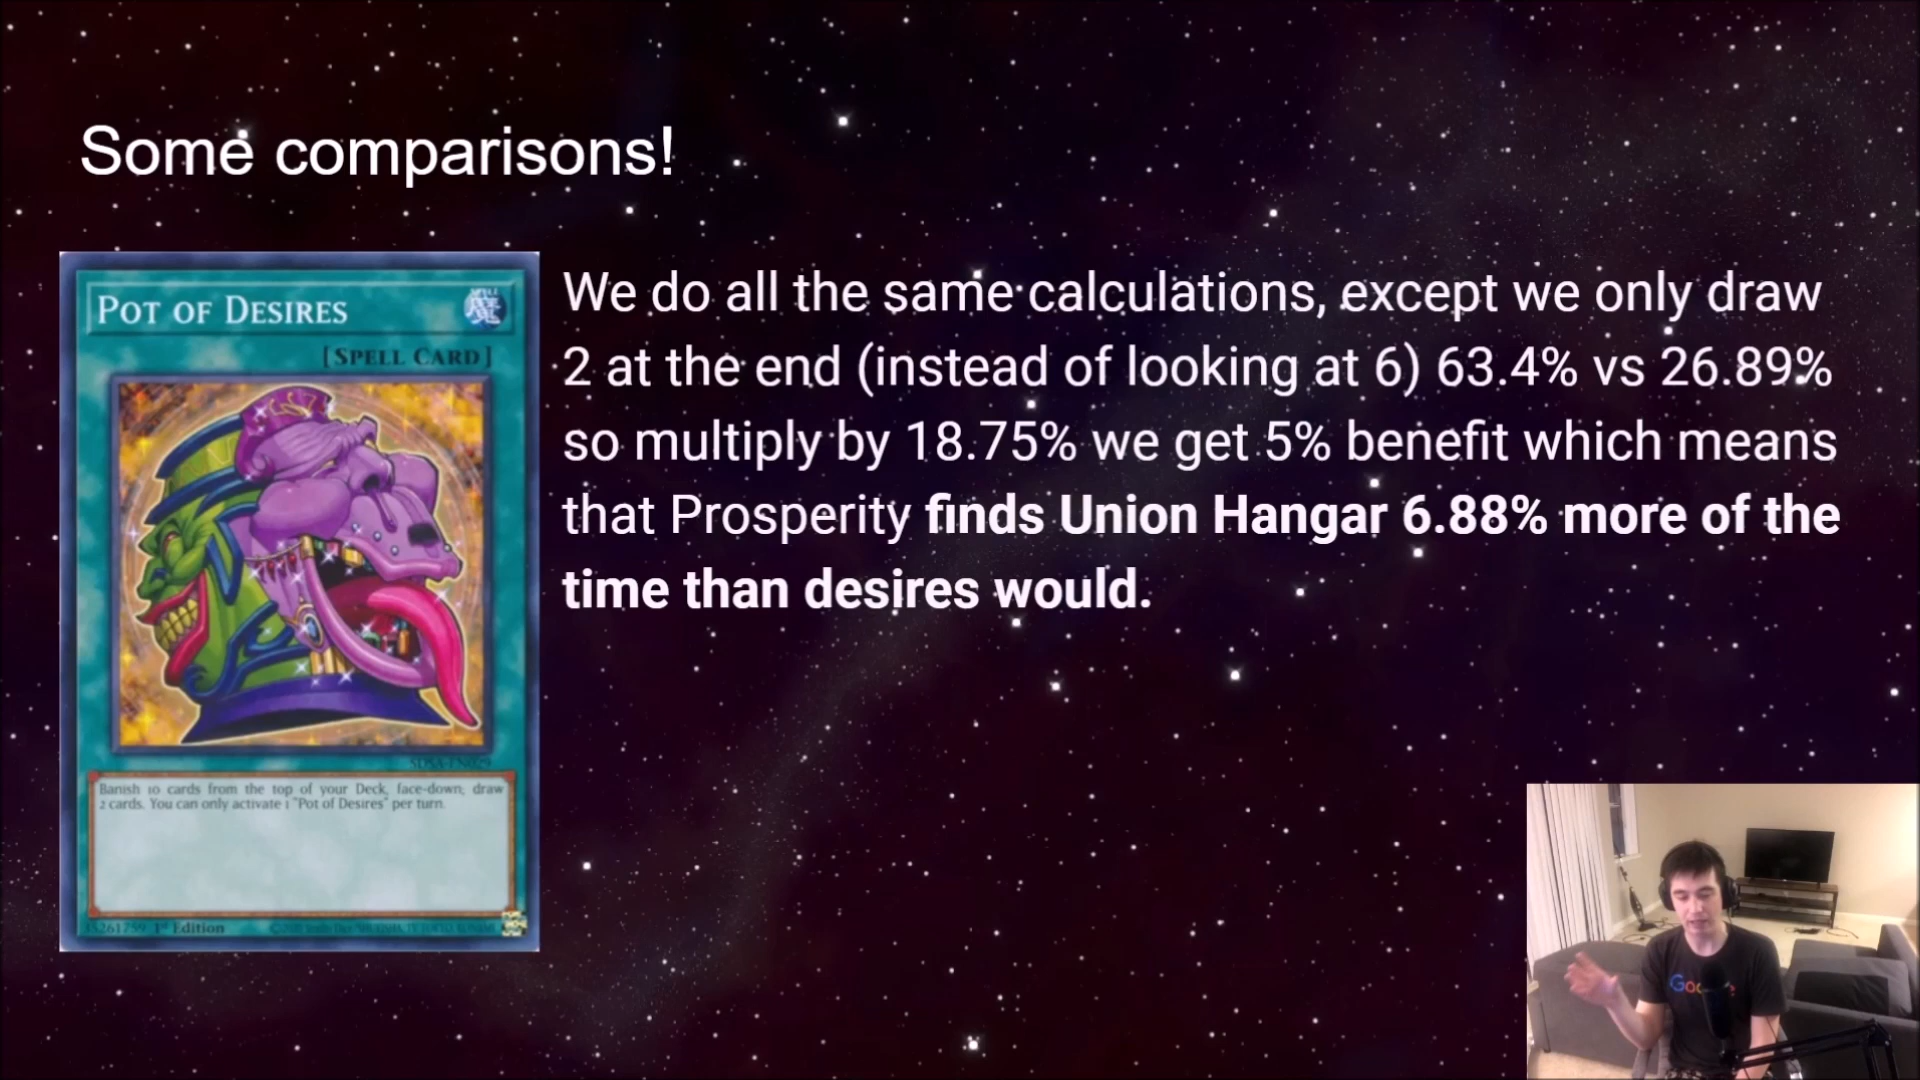 Some comparisons!
POT OF DESIRES
[SPELL CARD]
We do all the same calculations, except we only draw
2 at the end (instead of looking at 6) 63.4% vs 26.89%
so multiply by 18.75% we get 5% benefit which means
that Prosperity finds Union Hangar 6.88% more of the
time than desires would.
SDSA-EN029
Banish 10 cards from the top of your Deck, face-down; draw
2 cards. You can only activate 1 "Pot of Desires" per turn.
35261759 1st Edition